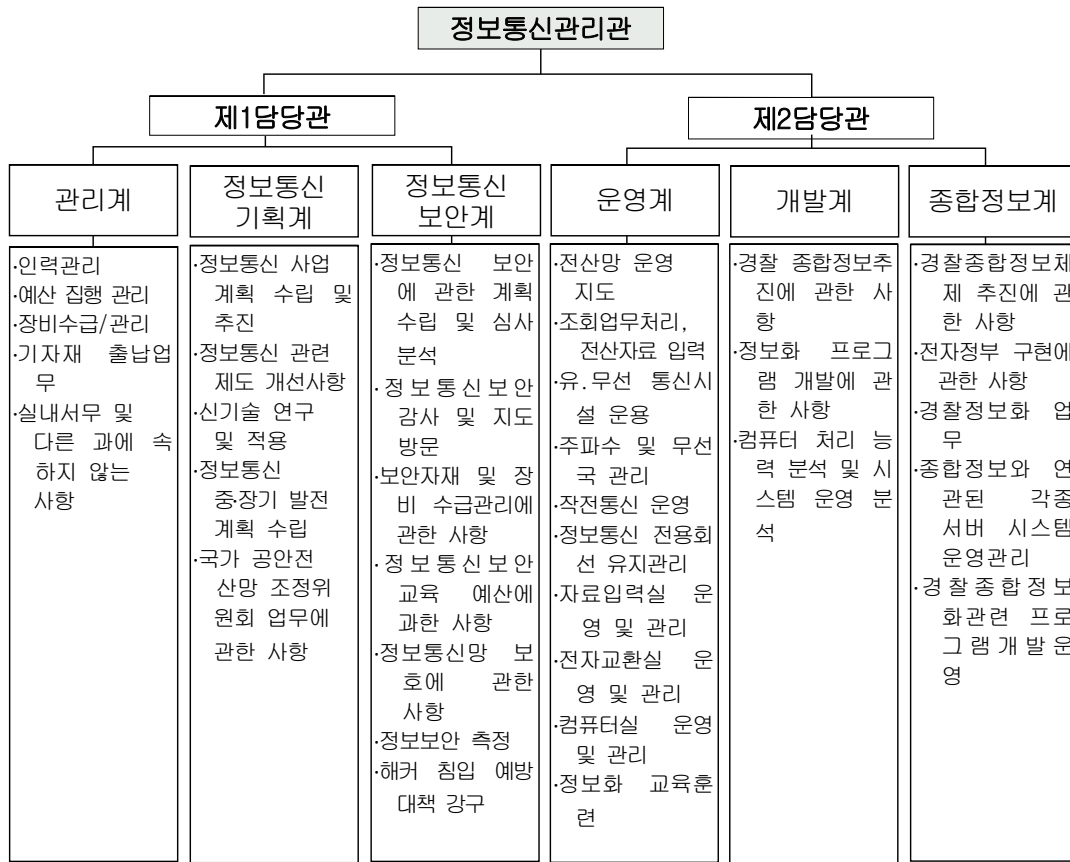 정보통신관리관
제1담당관
제2담당관
관리계
정보통신
기획계
정보통신
보안계
운영계
개발계
종합정보계
·인력관리
·예산 집행 관리
·장비수급/관리
·기자재 출납업
무
·실내서무 및
다른 과에 속
하지 않는
사항
·정보통신 사업
계획 수립 및
추진
·정보통신 관련
제도 개선사항
·신기술 연구
및 적용
·정보통신
중·장기 발전
계획 수립
·국가 공안전
산망 조정위
원회 업무에
관한 사항
·정보통신 보안
에 관한 계획
수립 및 심사
분석
·정보통신보안
감사 및 지도
방문
·보안자재 및 장
비 수급관리에
관한 사항
·정보통신보안
교육 예산에
과한 사항
·정보통신망 보
호에 관한
사항
·정보보안 측정
·해커 침입 예방
대책 강구
·전산망 운영
지도
·조회업무처리,
전산자료 입력
·유.무선 통신시
설 운용
·주파수 및 무선
국 관리
·작전통신 운영
·정보통신 전용회
선 유지관리
·자료입력실 운
영 및 관리
·전자교환실 운
영 및 관리
·컴퓨터실 운영
및 관리
·정보화 교육훈
련
·경찰 종합정보추
진에 관한 사
항
·정보화 프로그
램 개발에 관
한 사항
·컴퓨터 처리 능
력 분석 및 시
스템 운영 분
석
·경찰종합정보체
제 추진에 관
한 사항
·전자정부 구현에
관한 사항
·경찰정보화 업
무
·종합정보와 연
관된 각종
서버 시스템
운영관리
·경찰종합정보
화관련 프로
그램개발운
영